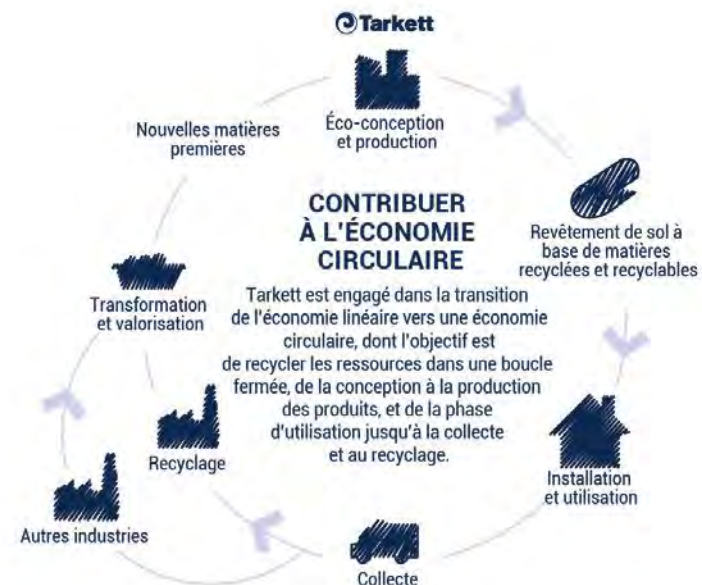 Tarkett
Éco-conception
et production
Nouvelles matières
premières
CONTRIBUER
À L'ÉCONOMIE
CIRCULAIRE
Revêtement de sol à
base de matières
recyclées et recyclables
Tarkett est engagé dans la transition
de l'économie linéaire vers une économie
circulaire, dont l'objectif est
de recycler les ressources dans une boucle
fermée, de la conception à la production
des produits, et de la phase
d'utilisation jusqu'à la collecte
et au recyclage.
Transformation
et valorisation
Recyclage
Installation
et utilisation
Autres industries
Collecte